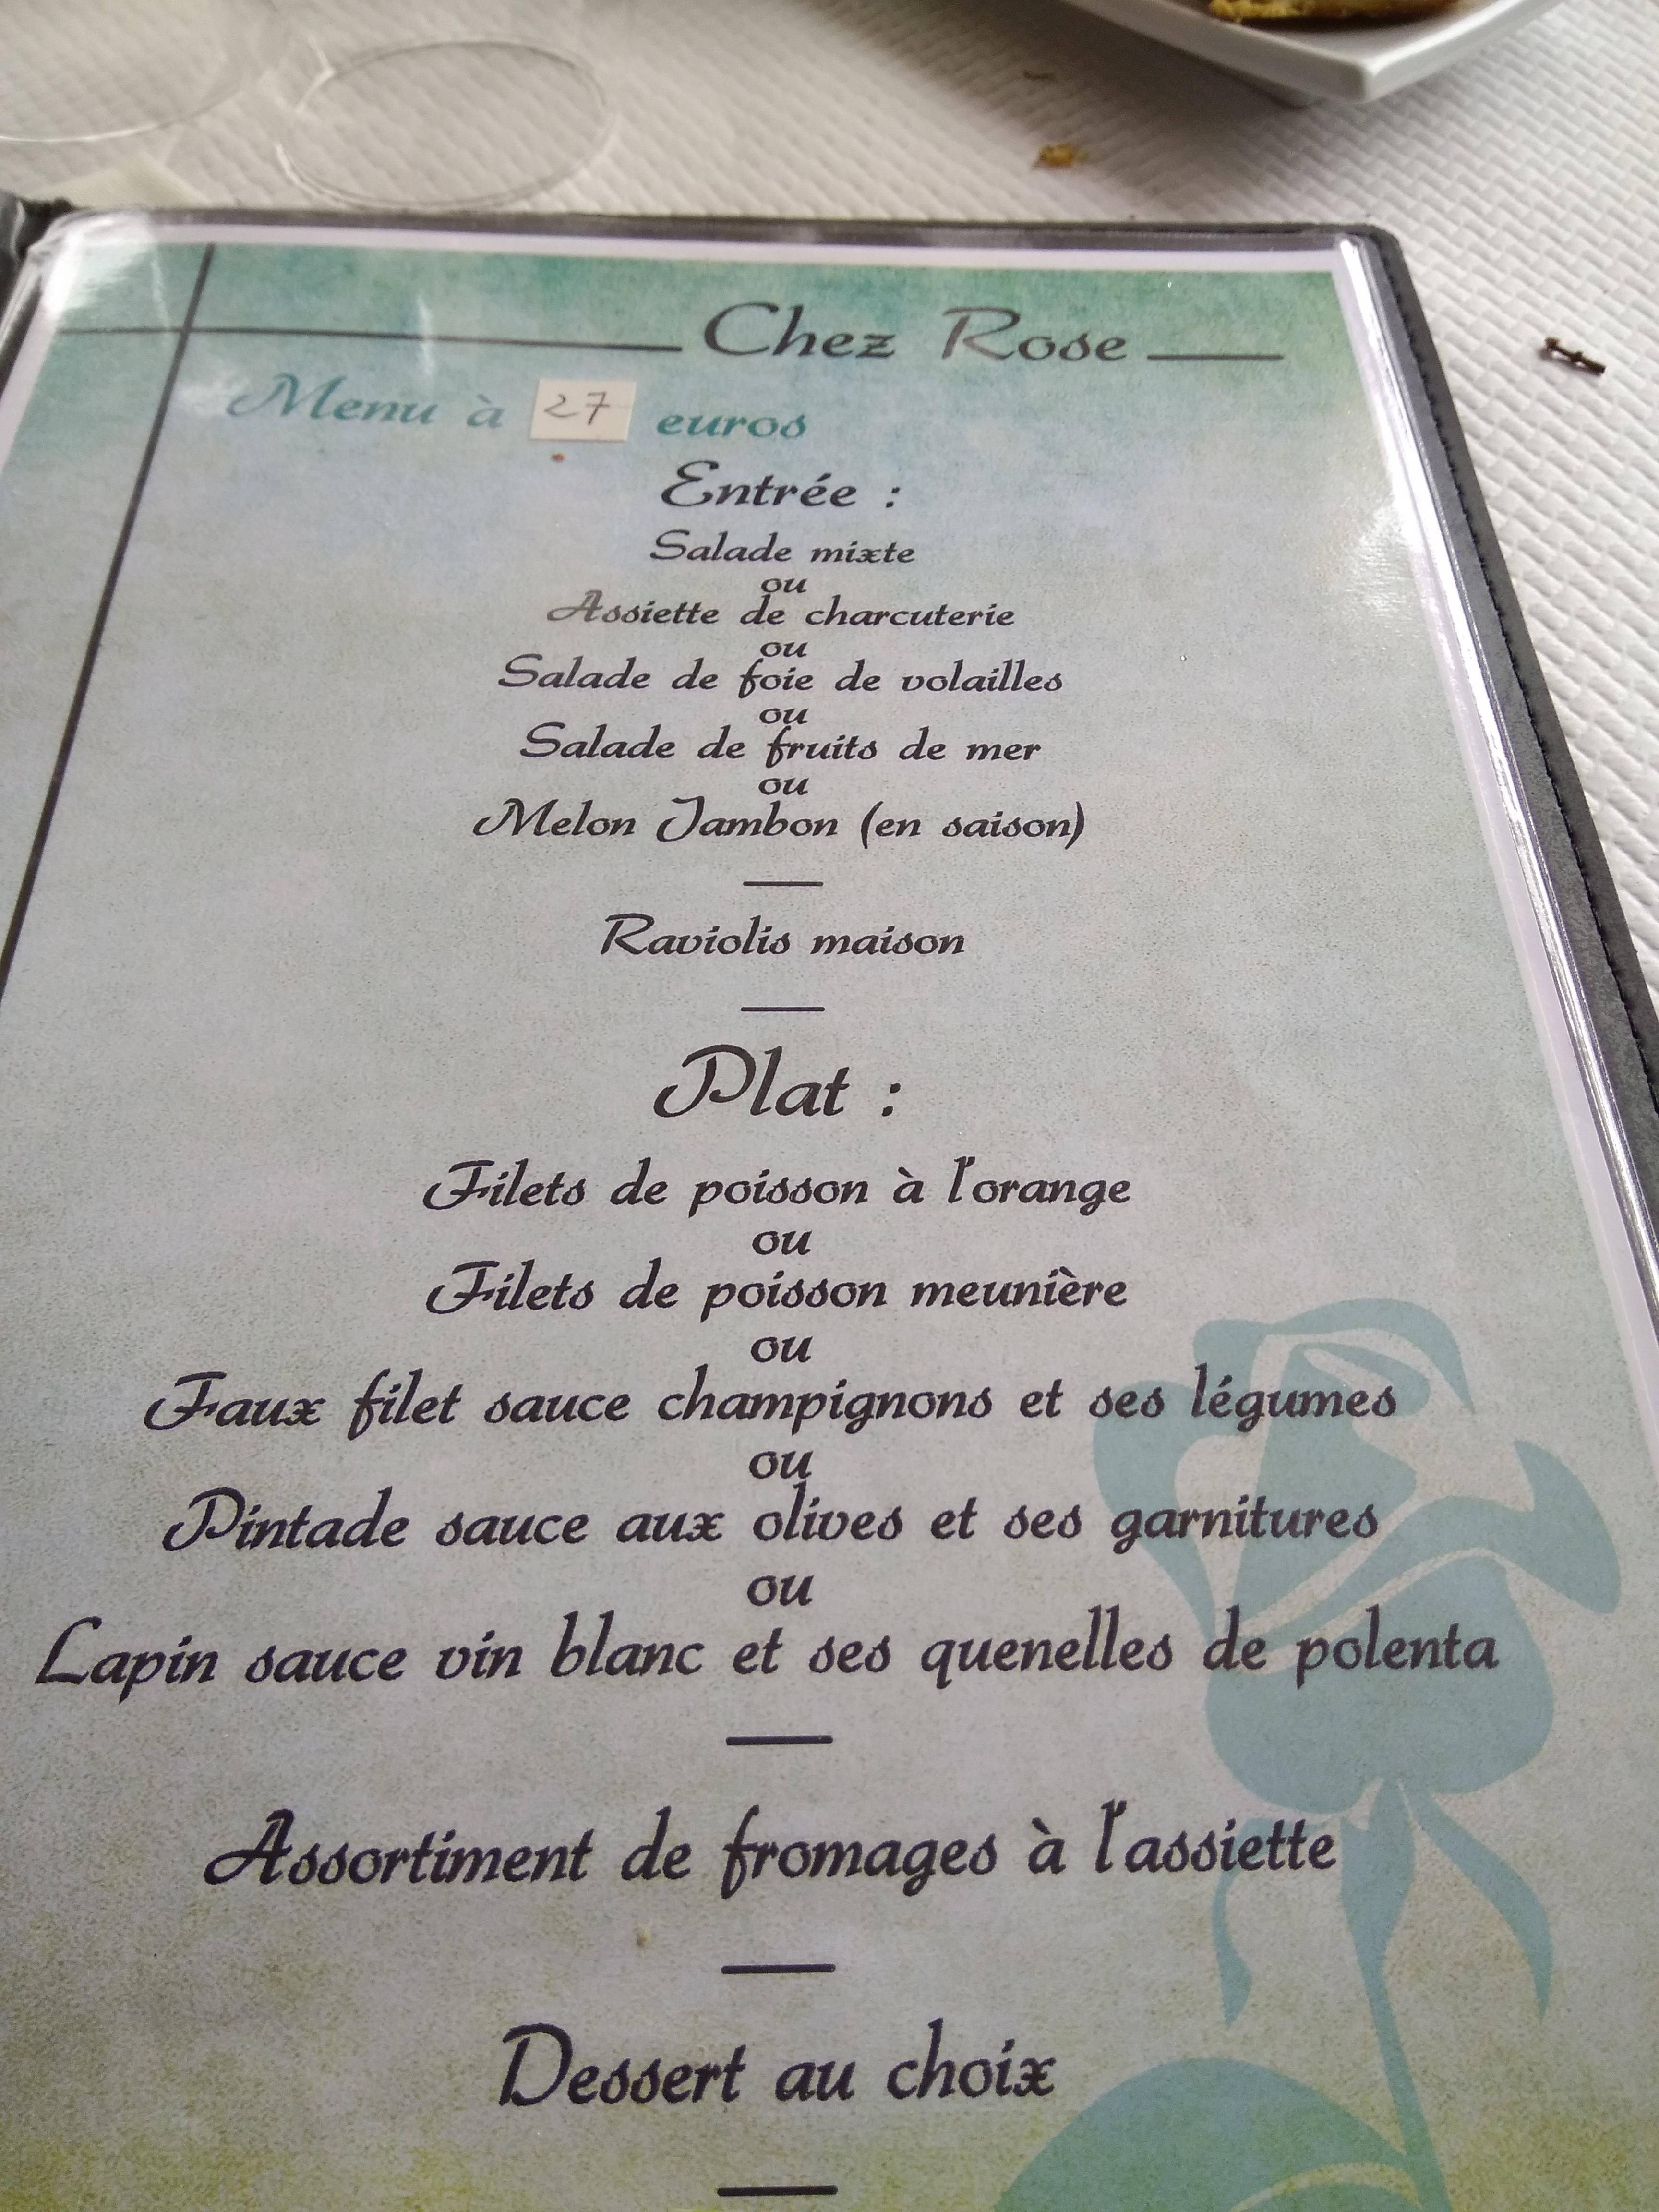 Chez Rose
Menu à 27 euros
Entrée :
Salade mixte
ou
Assiette de charcuterie
ou
Salade de foie de volailles
ou
Salade de fruits de mer
ou
Melon Jambon (en saison)
Raviolis maison
Plat :
Filets de poisson à l'orange
ou
Filets de poisson meunière
ou
Faux filet sauce champignons et ses légumes
ou
Pintade sauce aux olives et ses garnitures
ou
Lapin sauce vin blanc et ses quenelles de polenta
Assortiment de fromages à l'assiette
Dessert au choix